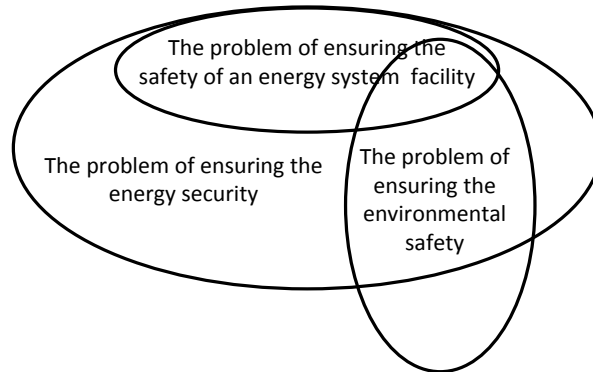 The problem of ensuring the
safety of an energy system facility
The problem of ensuring the
energy security
The problem of
ensuring the
environmental
safety